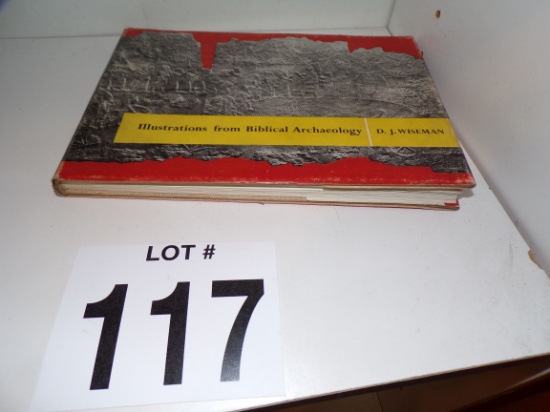 Illustrations from Biblical Archaeology | D. J. WISEMAN
LOT #
117